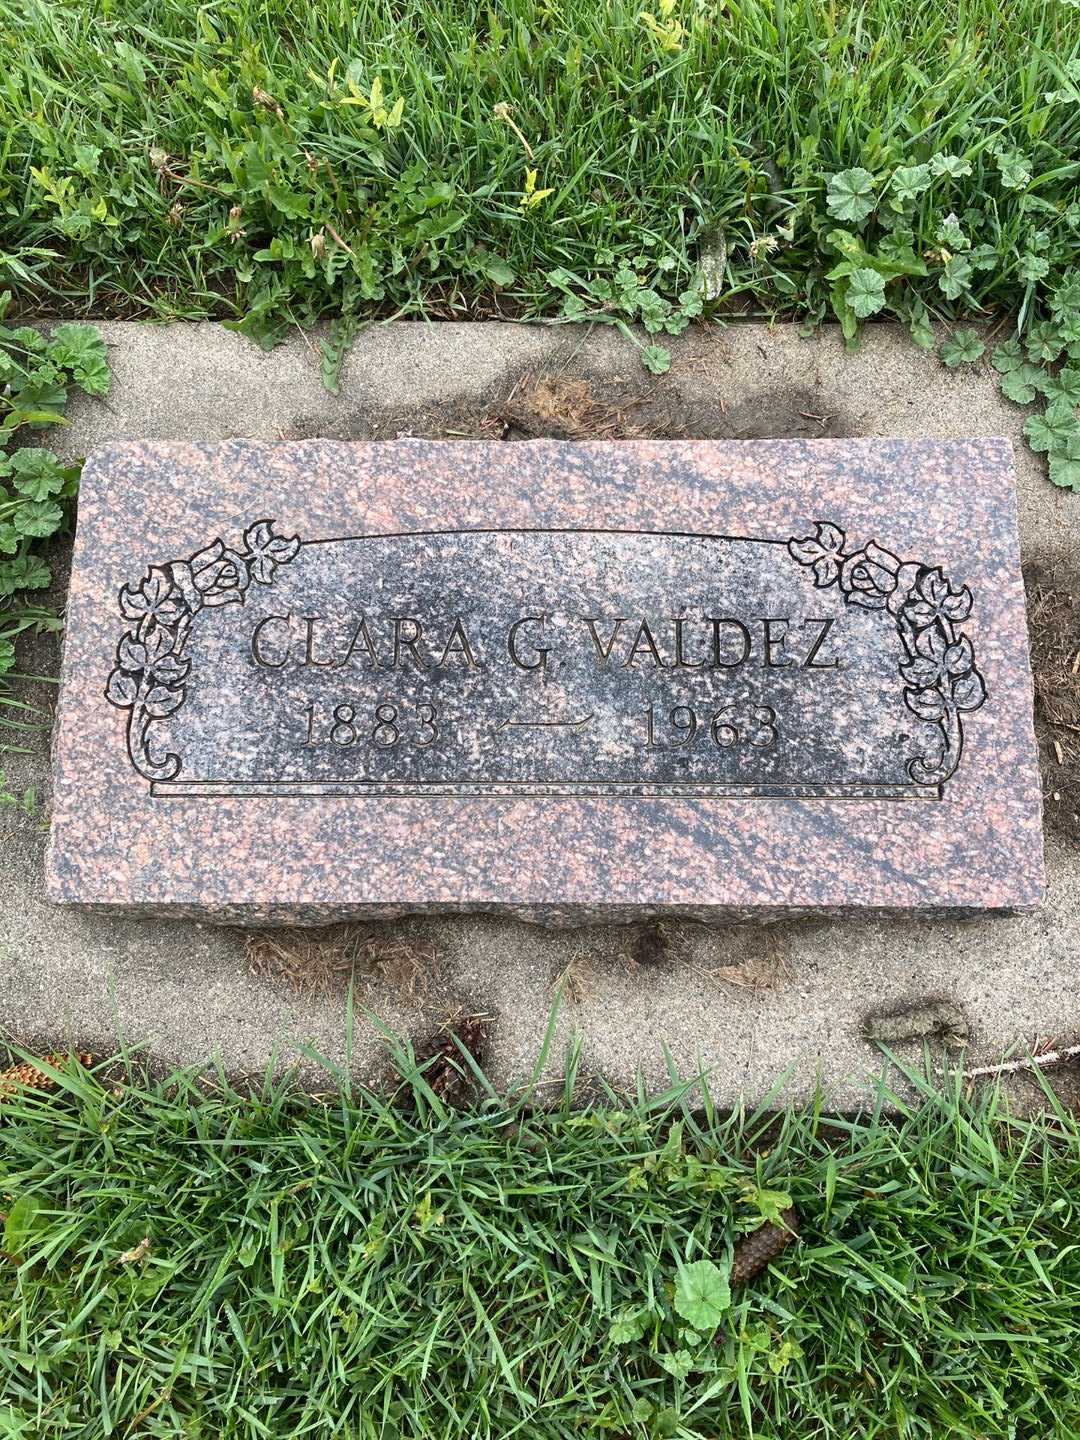 CLARA G. VALDEZ
1883 — 1963